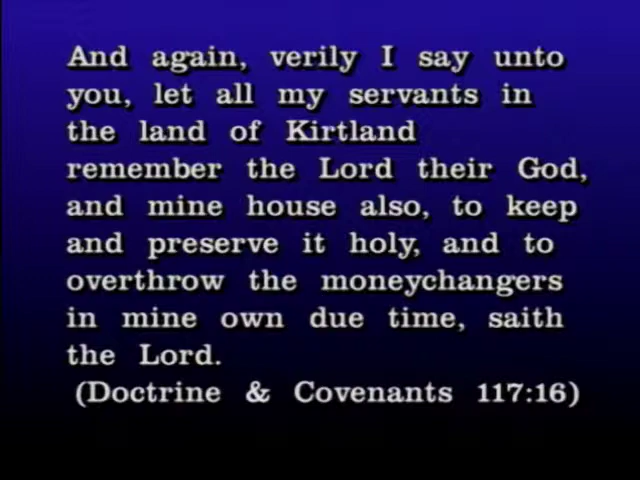 And again, verily I say unto
you, let all my servants in
the land of Kirtland
remember the Lord their God,
and mine house also, to keep
and preserve it holy, and to
overthrow the moneychangers
in mine own due time, saith
the Lord.
(Doctrine & Covenants 117:16)